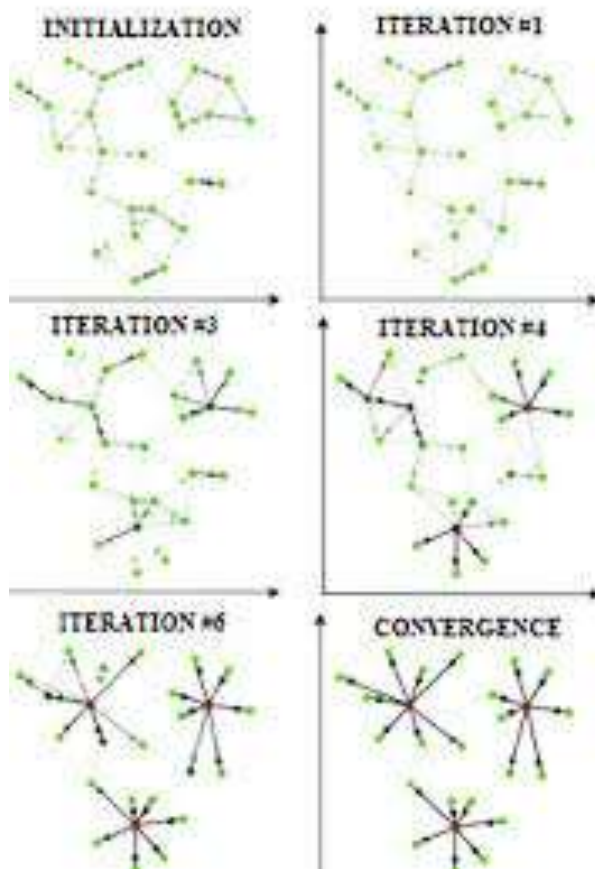 INITIALIZATION
ITERATION #1
ITERATION #3
ITERATION #4
ITERATION #6
CONVERGENCE